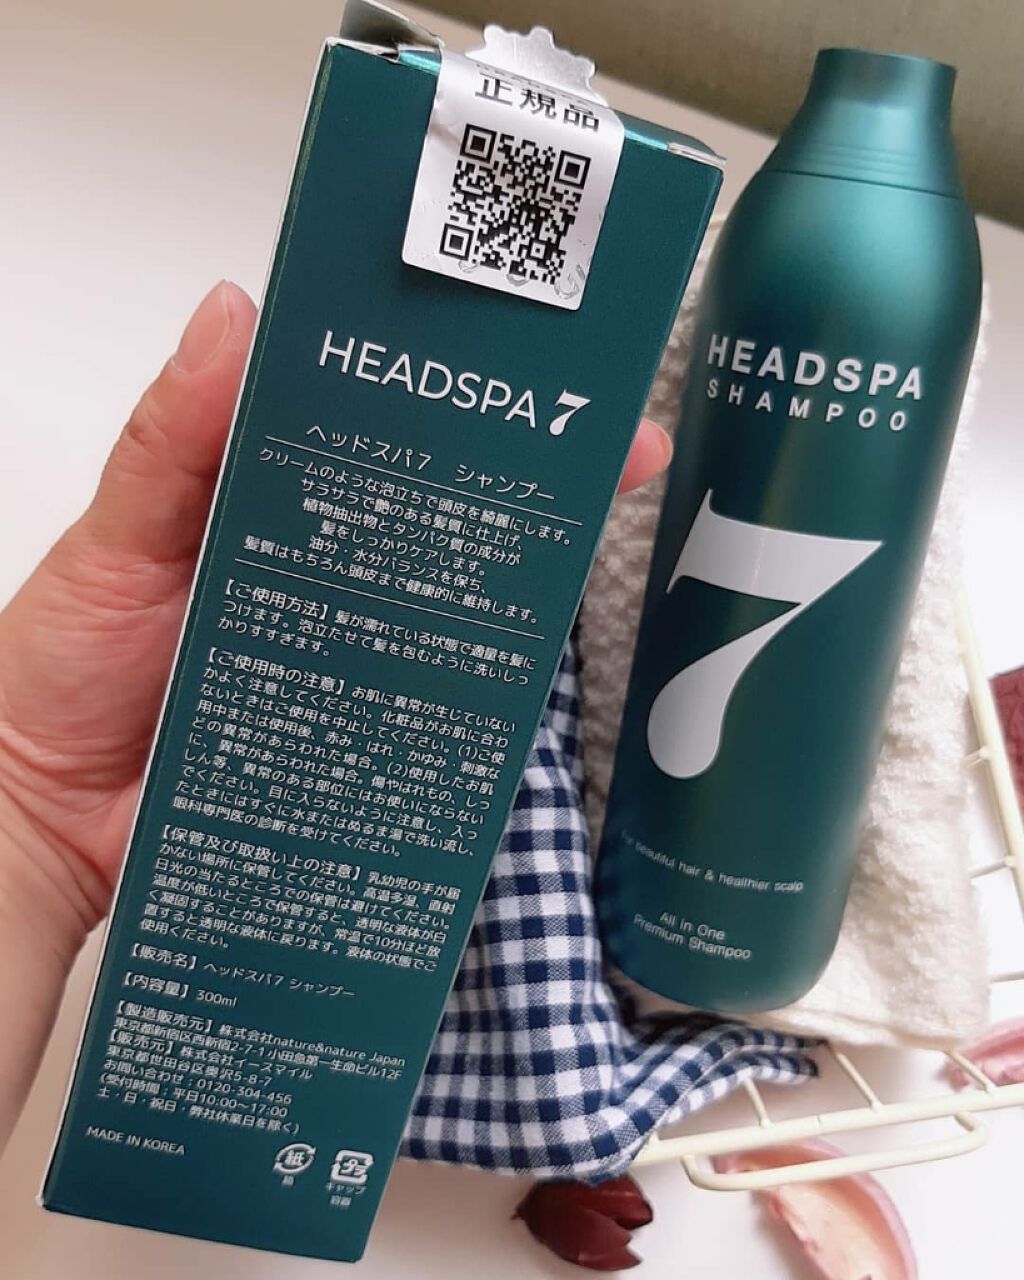 正規品
HEADSPA 7
ヘッドスパ7 シャンプー
クリームのような泡立ちで頭皮を綺麗にします。
サラサラで艶のある髪質に仕上げ、
植物抽出物とタンパク質の成分が
髪をしっかりケアします。
油分・水分バランスを保ち、
髪質はもちろん頭皮まで健康的に維持します。
【ご使用方法】髪が濡れている状態で適量を髪に
つけます。泡立たせて髪を包むように洗いしっ
かりすすぎます。
【ご使用時の注意】お肌に異常が生じていない
かよく注意してください。化粧品がお肌に合わ
ないときはご使用を中止してください。(1)ご使
用中または使用後、赤み・はれ・かゆみ・刺激な
どの異常があらわれた場合。(2)使用したお肌
に、異常があらわれた場合。傷やはれもの、しっ
しん等、異常のある部位にはお使いにならない
でください。目に入らないように注意し、入っ
たときにはすぐに水またはぬるま湯で洗い流し、
眼科専門医の診断を受けてください。
【保管及び取扱い上の注意】乳幼児の手が届
かない場所に保管してください。高温多湿、直射
日光の当たるところでの保管は避けてください。
温度が低いところで保管すると、透明な液体が白
く凝固することがありますが、常温で10分ほど放
置すると透明な液体に戻ります。液体の状態でご
使用ください。
【販売名】ヘッドスパ7 シャンプー
【内容量】300ml
【製造販売元】株式会社nature&nature Japan
東京都新宿区西新宿2-7-1 小田急第一生命ビル12F
【販売元】株式会社イースマイル
東京都世田谷区奥沢5-8-7
お問い合わせ:0120-304-456
(受付時間:平日10:00〜17:00
土・日・祝日・弊社休業日を除く)
MADE IN KOREA
紙
箱
プラ
キャップ
容器
HEADSPA
SHAMPOO
7
For beautiful hair & healthier scalp
All in One
Premium Shampoo